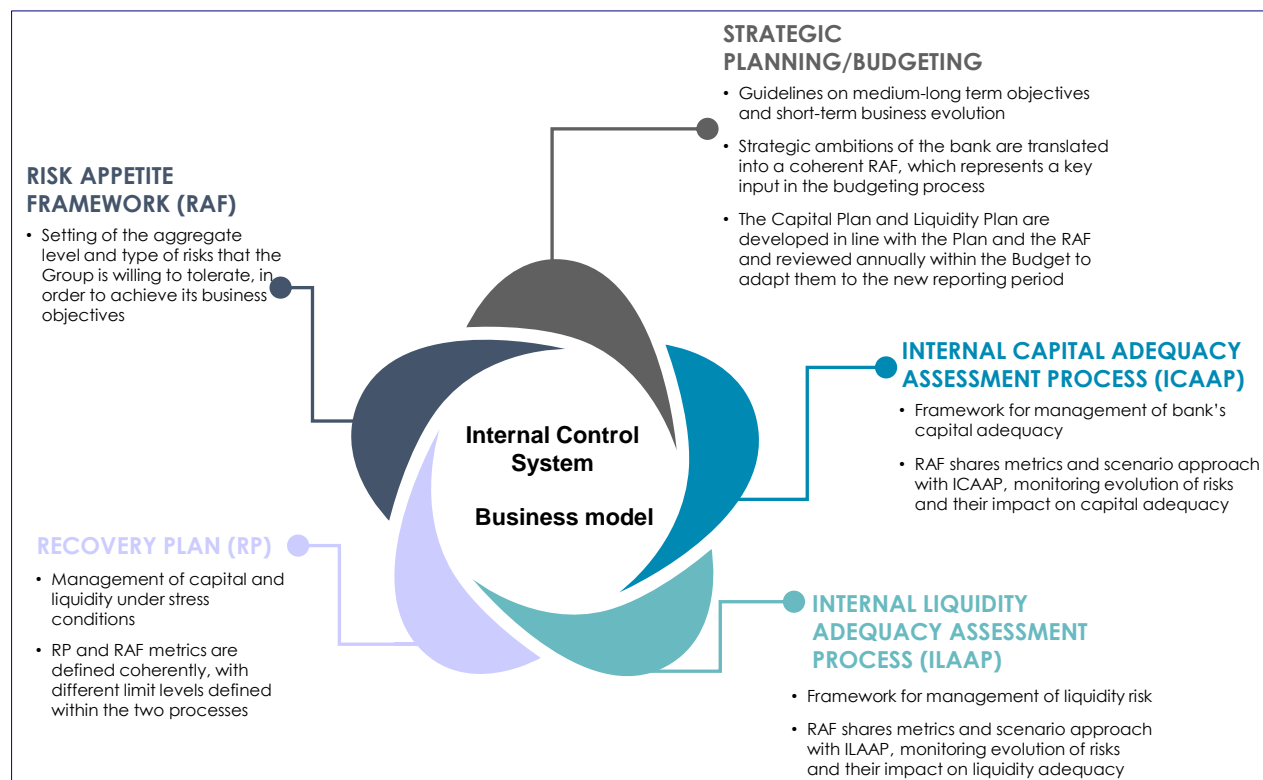 STRATEGIC
PLANNING/BUDGETING
• Guidelines on medium-long term objectives
and short-term business evolution
• Strategic ambitions of the bank are translated
into a coherent RAF, which represents a key
input in the budgeting process
• The Capital Plan and Liquidity Plan are
developed in line with the Plan and the RAF
and reviewed annually within the Budget to
adapt them to the new reporting period
RISK APPETITE
FRAMEWORK (RAF)
• Setting of the aggregate
level and type of risks that the
Group is willing to tolerate, in
order to achieve its business
objectives
INTERNAL CAPITAL ADEQUACY
ASSESSMENT PROCESS (ICAAP)
• Framework for management of bank's
capital adequacy
• RAF shares metrics and scenario approach
with ICAAP, monitoring evolution of risks
and their impact on capital adequacy
Internal Control
System
Business model
RECOVERY PLAN (RP)
• Management of capital and
liquidity under stress
conditions
• RP and RAF metrics are
defined coherently, with
different limit levels defined
within the two processes
INTERNAL LIQUIDITY
ADEQUACY ASSESSMENT
PROCESS (ILAAP)
• Framework for management of liquidity risk
• RAF shares metrics and scenario approach
with ILAAP, monitoring evolution of risks
and their impact on liquidity adequacy